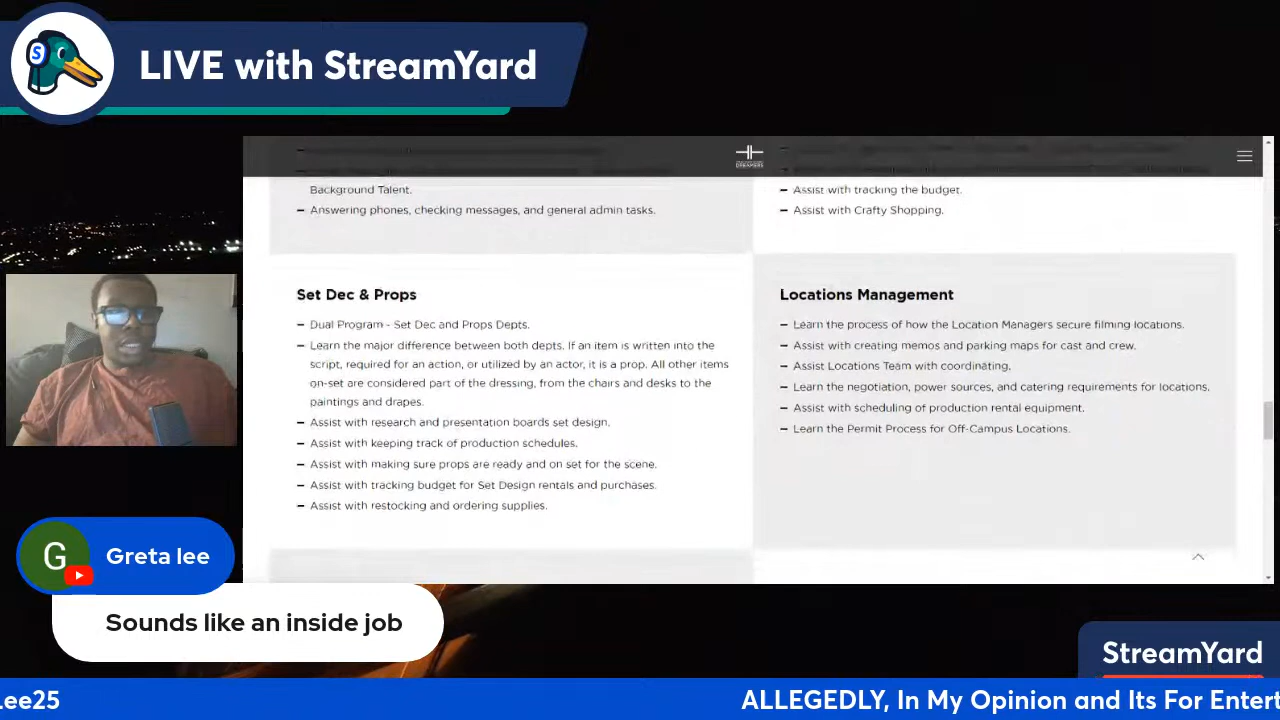 S
LIVE with StreamYard
DREAMERS
Background Talent.
– Answering phones, checking messages, and general admin tasks.
– Assist with tracking the budget.
– Assist with Crafty Shopping.
Set Dec & Props
– Dual Program - Set Dec and Props Depts.
– Learn the major difference between both depts. If an item is written into the
script, required for an action, or utilized by an actor, it is a prop. All other items
on-set are considered part of the dressing, from the chairs and desks to the
paintings and drapes.
– Assist with research and presentation boards set design.
– Assist with keeping track of production schedules.
– Assist with making sure props are ready and on set for the scene.
– Assist with tracking budget for Set Design rentals and purchases.
– Assist with restocking and ordering supplies.
Locations Management
– Learn the process of how the Location Managers secure filming locations.
– Assist with creating memos and parking maps for cast and crew.
– Assist Locations Team with coordinating.
– Learn the negotiation, power sources, and catering requirements for locations.
– Assist with scheduling of production rental equipment.
– Learn the Permit Process for Off-Campus Locations.
G
Greta lee
Sounds like an inside job
StreamYard
Lee25
ALLEGEDLY, In My Opinion and Its For Entert